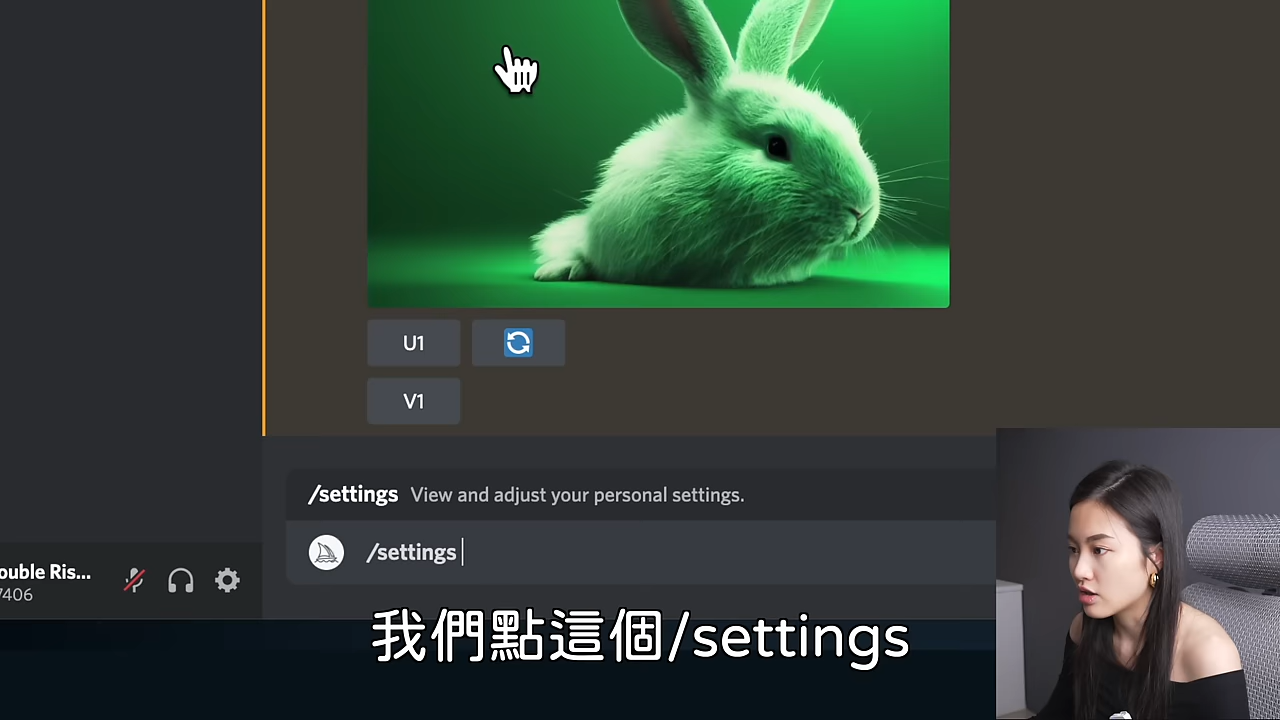 U1
V1
/settings View and adjust your personal settings.
/settings
ouble Ris...
7406
我們點這個/settings